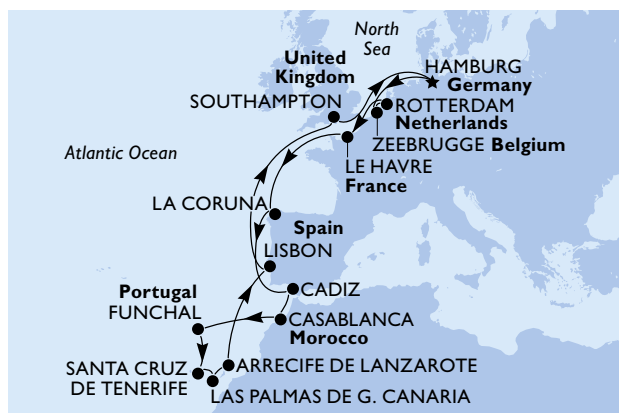 North
Sea
United
Kingdom
HAMBURG
Germany
SOUTHAMPTON
ROTTERDAM
Netherlands
ZEEBRUGGE Belgium
Atlantic Ocean
LE HAVRE
France
LA CORUNA
Spain
LISBON
CADIZ
Portugal
FUNCHAL
CASABLANCA
Morocco
SANTA CRUZ
DE TENERIFE
ARRECIFE DE LANZAROTE
LAS PALMAS DE G. CANARIA